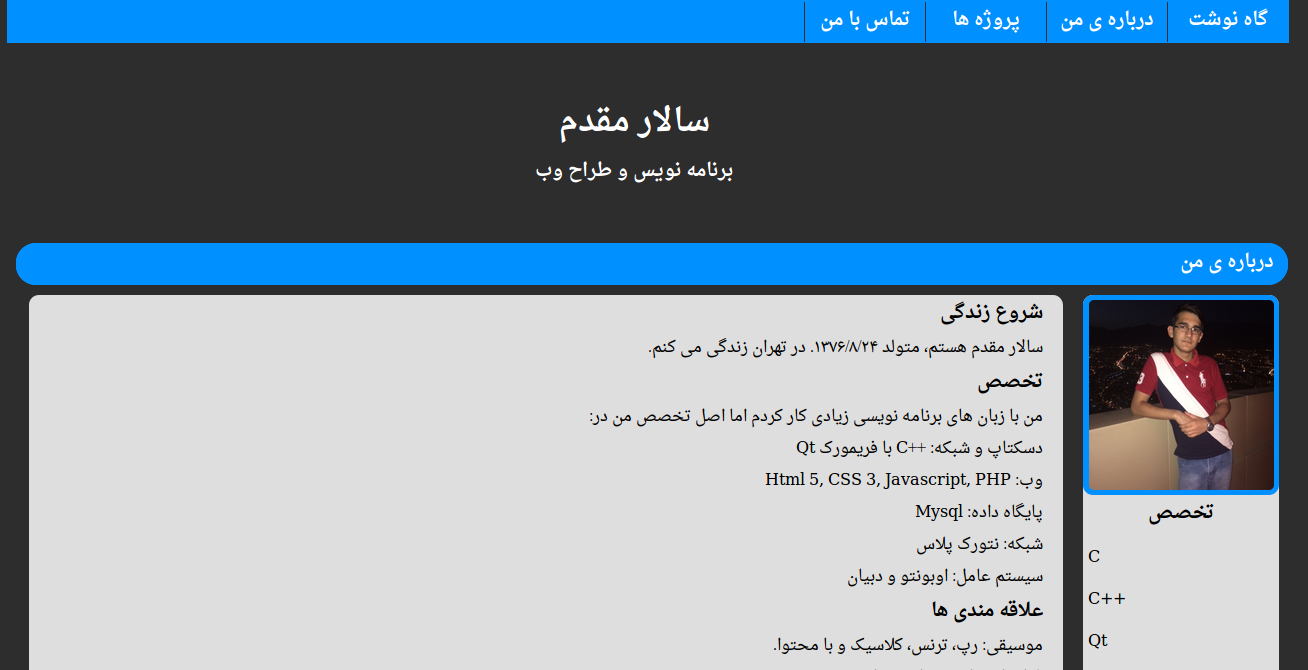 گاه نوشت
درباره ی من
پروژه ها
تماس با من
سالار مقدم
برنامه نویس و طراح وب
درباره ی من
شروع زندگی
سالار مقدم هستم، متولد ۱۳۷۶/۸/۲۴. در تهران زندگی می کنم.
تخصص
من با زبان های برنامه نویسی زیادی کار کردم اما اصل تخصص من در:
دسکتاپ و شبکه: C++ با فریمورک Qt
وب: Html 5, CSS 3, Javascript, PHP
پایگاه داده: Mysql
شبکه: نتورک پلاس
سیستم عامل: اوبونتو و دبیان
علاقه مندی ها
موسیقی: رپ، ترنس، کلاسیک و با محتوا.
تخصص
C
C++
Qt